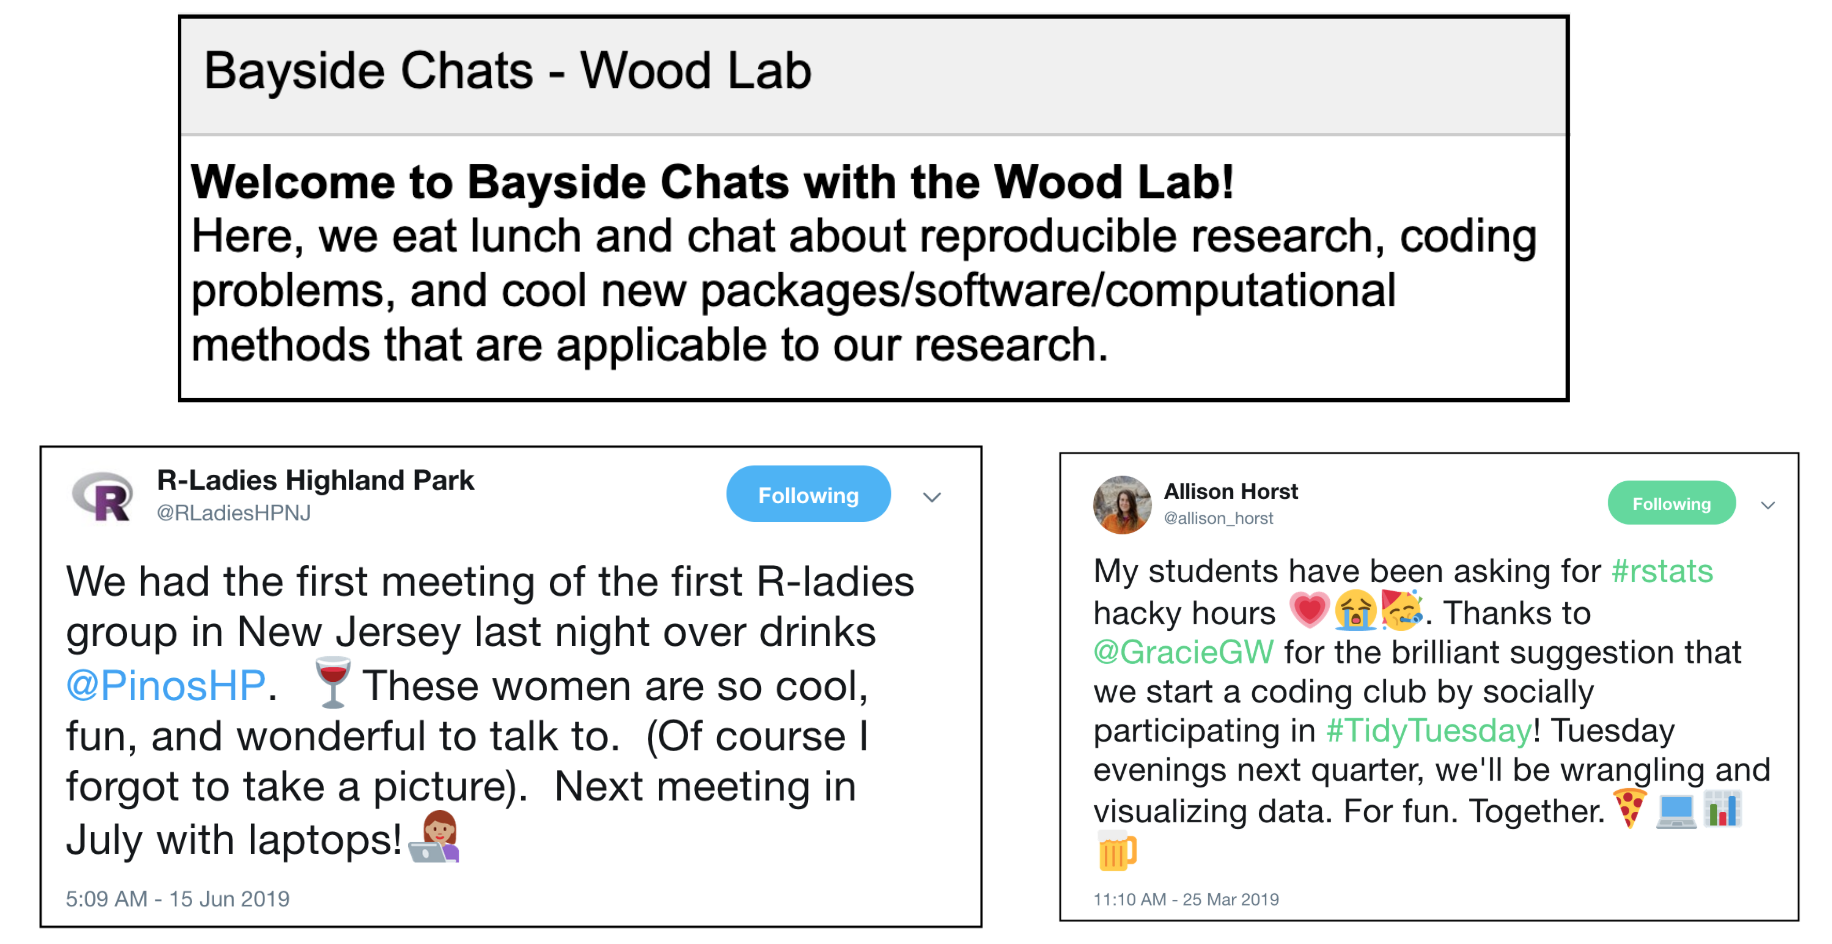 Bayside Chats - Wood Lab
Welcome to Bayside Chats with the Wood Lab!
Here, we eat lunch and chat about reproducible research, coding
problems, and cool new packages/software/computational
methods that are applicable to our research.
R-Ladies Highland Park
@RLadiesHPNJ
Following
We had the first meeting of the first R-ladies
group in New Jersey last night over drinks
@PinosHP. 🍷 These women are so cool,
fun, and wonderful to talk to. (Of course I
forgot to take a picture). Next meeting in
July with laptops! 👩🏽‍💻
5:09 AM - 15 Jun 2019
Allison Horst
@allison_horst
Following
My students have been asking for #rstats
hacky hours 💗😭🥳. Thanks to
@GracieGW for the brilliant suggestion that
we start a coding club by socially
participating in #TidyTuesday! Tuesday
evenings next quarter, we'll be wrangling and
visualizing data. For fun. Together. 🍕💻📊
🍺
11:10 AM - 25 Mar 2019